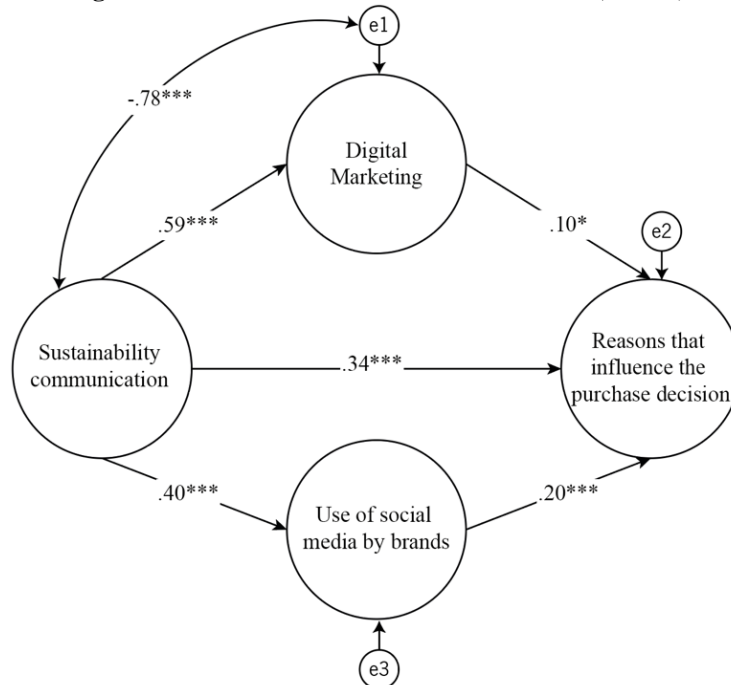 e1
-.78***
Digital
Marketing
.59***
.10*
e2
Sustainability
communication
.34***
Reasons that
influence the
purchase decision
.40***
.20***
Use of social
media by brands
e3